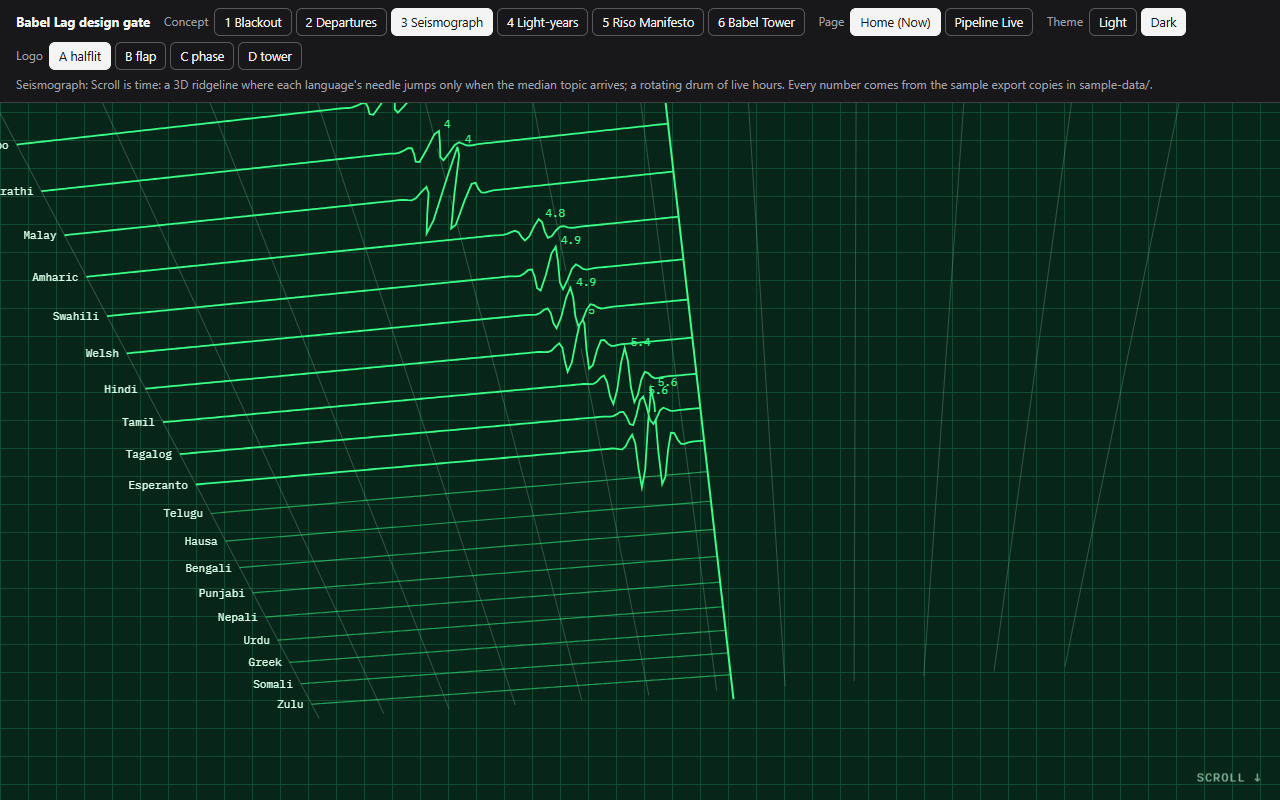 Babel Lag design gate Concept 1 Blackout 2 Departures 3 Seismograph 4 Light-years 5 Riso Manifesto 6 Babel Tower Page Home (Now) Pipeline Live Theme Light Dark
Logo A halflit B flap C phase D tower
Seismograph: Scroll is time: a 3D ridgeline where each language's needle jumps only when the median topic arrives; a rotating drum of live hours. Every number comes from the sample export copies in sample-data/.
4
4
rathi
4.8
Malay
4.9
Amharic
4.9
Swahili
5
Welsh
5.4
Hindi
5.6
5.6
Tamil
Tagalog
Esperanto
Telugu
Hausa
Bengali
Punjabi
Nepali
Urdu
Greek
Somali
Zulu
SCROLL ↓